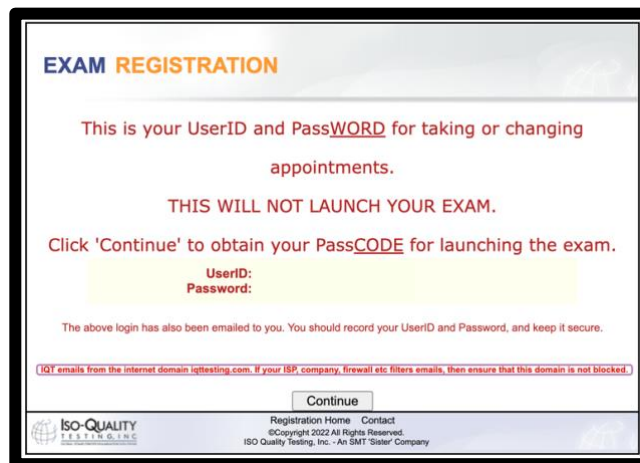 EXAM REGISTRATION
This is your UserID and PassWORD for taking or changing
appointments.
THIS WILL NOT LAUNCH YOUR EXAM.
Click 'Continue' to obtain your PassCODE for launching the exam.
UserID:
Password:
The above login has also been emailed to you. You should record your UserID and Password, and keep it secure.
IQT emails from the internet domain iqttesting.com. If your ISP, company, firewall etc filters emails, then ensure that this domain is not blocked.
Continue
ISO-QUALITY
TESTING, INC
Registration Home Contact
©Copyright 2022 All Rights Reserved.
ISO Quality Testing, Inc. - An SMT 'Sister' Company